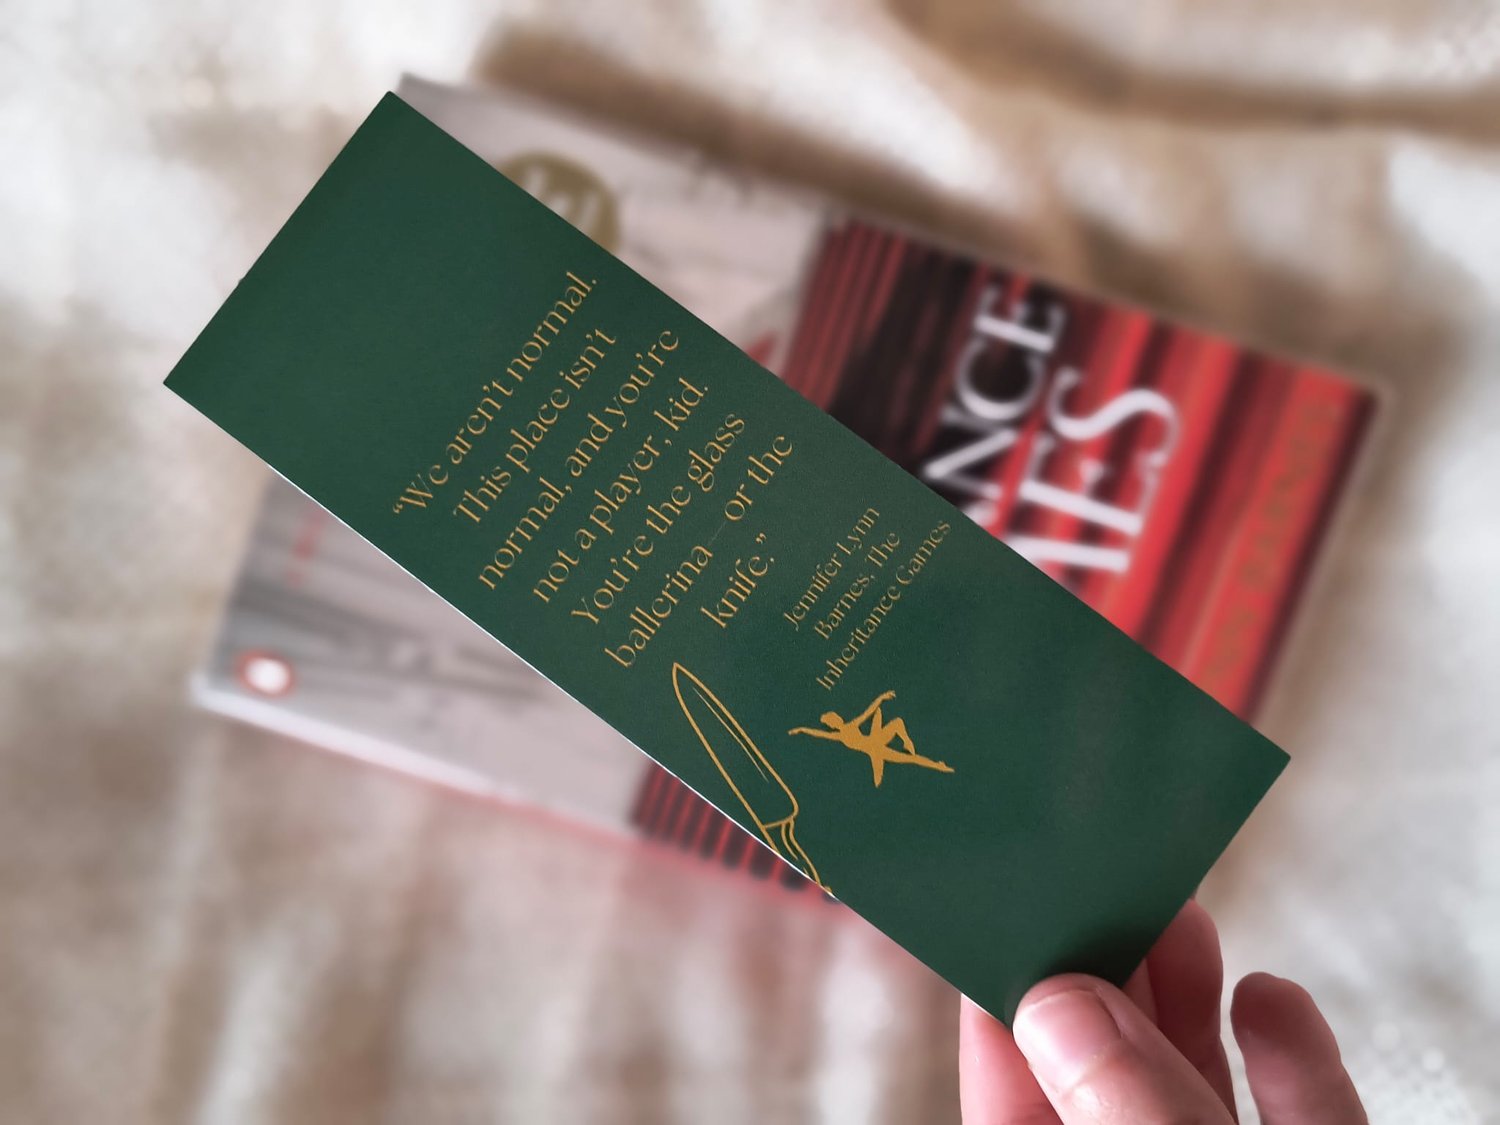 “We aren’t normal.
This place isn’t
normal, and you’re
not a player, kid.
You’re the glass
ballerina—or the
knife.”
Jennifer Lynn
Barnes, The
Inheritance Games
NCE
MES